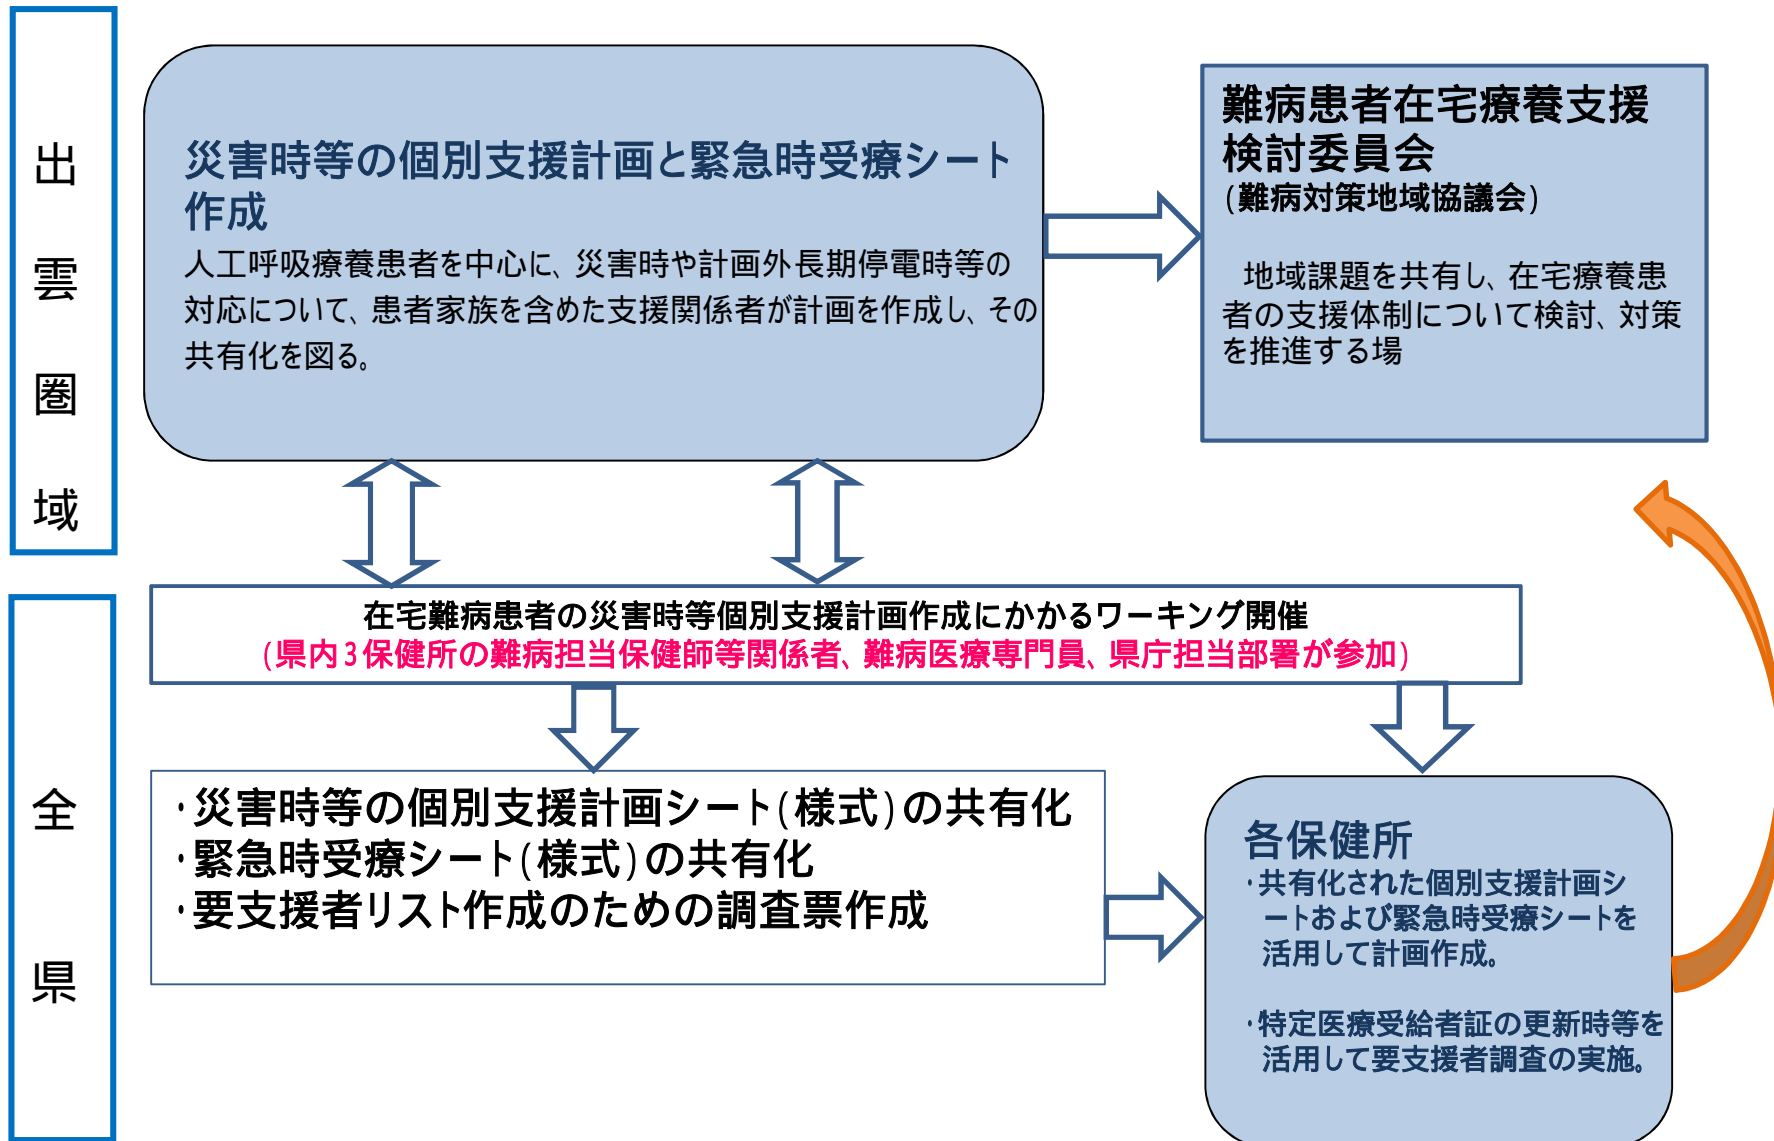 出雲圏域
災害時等の個別支援計画と緊急時受療シート
作成
人工呼吸療養患者を中心に、災害時や計画外長期停電時等の
対応について、患者家族を含めた支援関係者が計画を作成し、その
共有化を図る。
難病患者在宅療養支援
検討委員会
(難病対策地域協議会)
地域課題を共有し、在宅療養患
者の支援体制について検討、対策
を推進する場
全県
在宅難病患者の災害時等個別支援計画作成にかかるワーキング開催
(県内3保健所の難病担当保健師等関係者、難病医療専門員、県庁担当部署が参加)
・災害時等の個別支援計画シート(様式)の共有化
・緊急時受療シート(様式)の共有化
・要支援者リスト作成のための調査票作成
各保健所
・共有化された個別支援計画シ
ートおよび緊急時受療シートを
活用して計画作成。
・特定医療受給者証の更新時等を
活用して要支援者調査の実施。